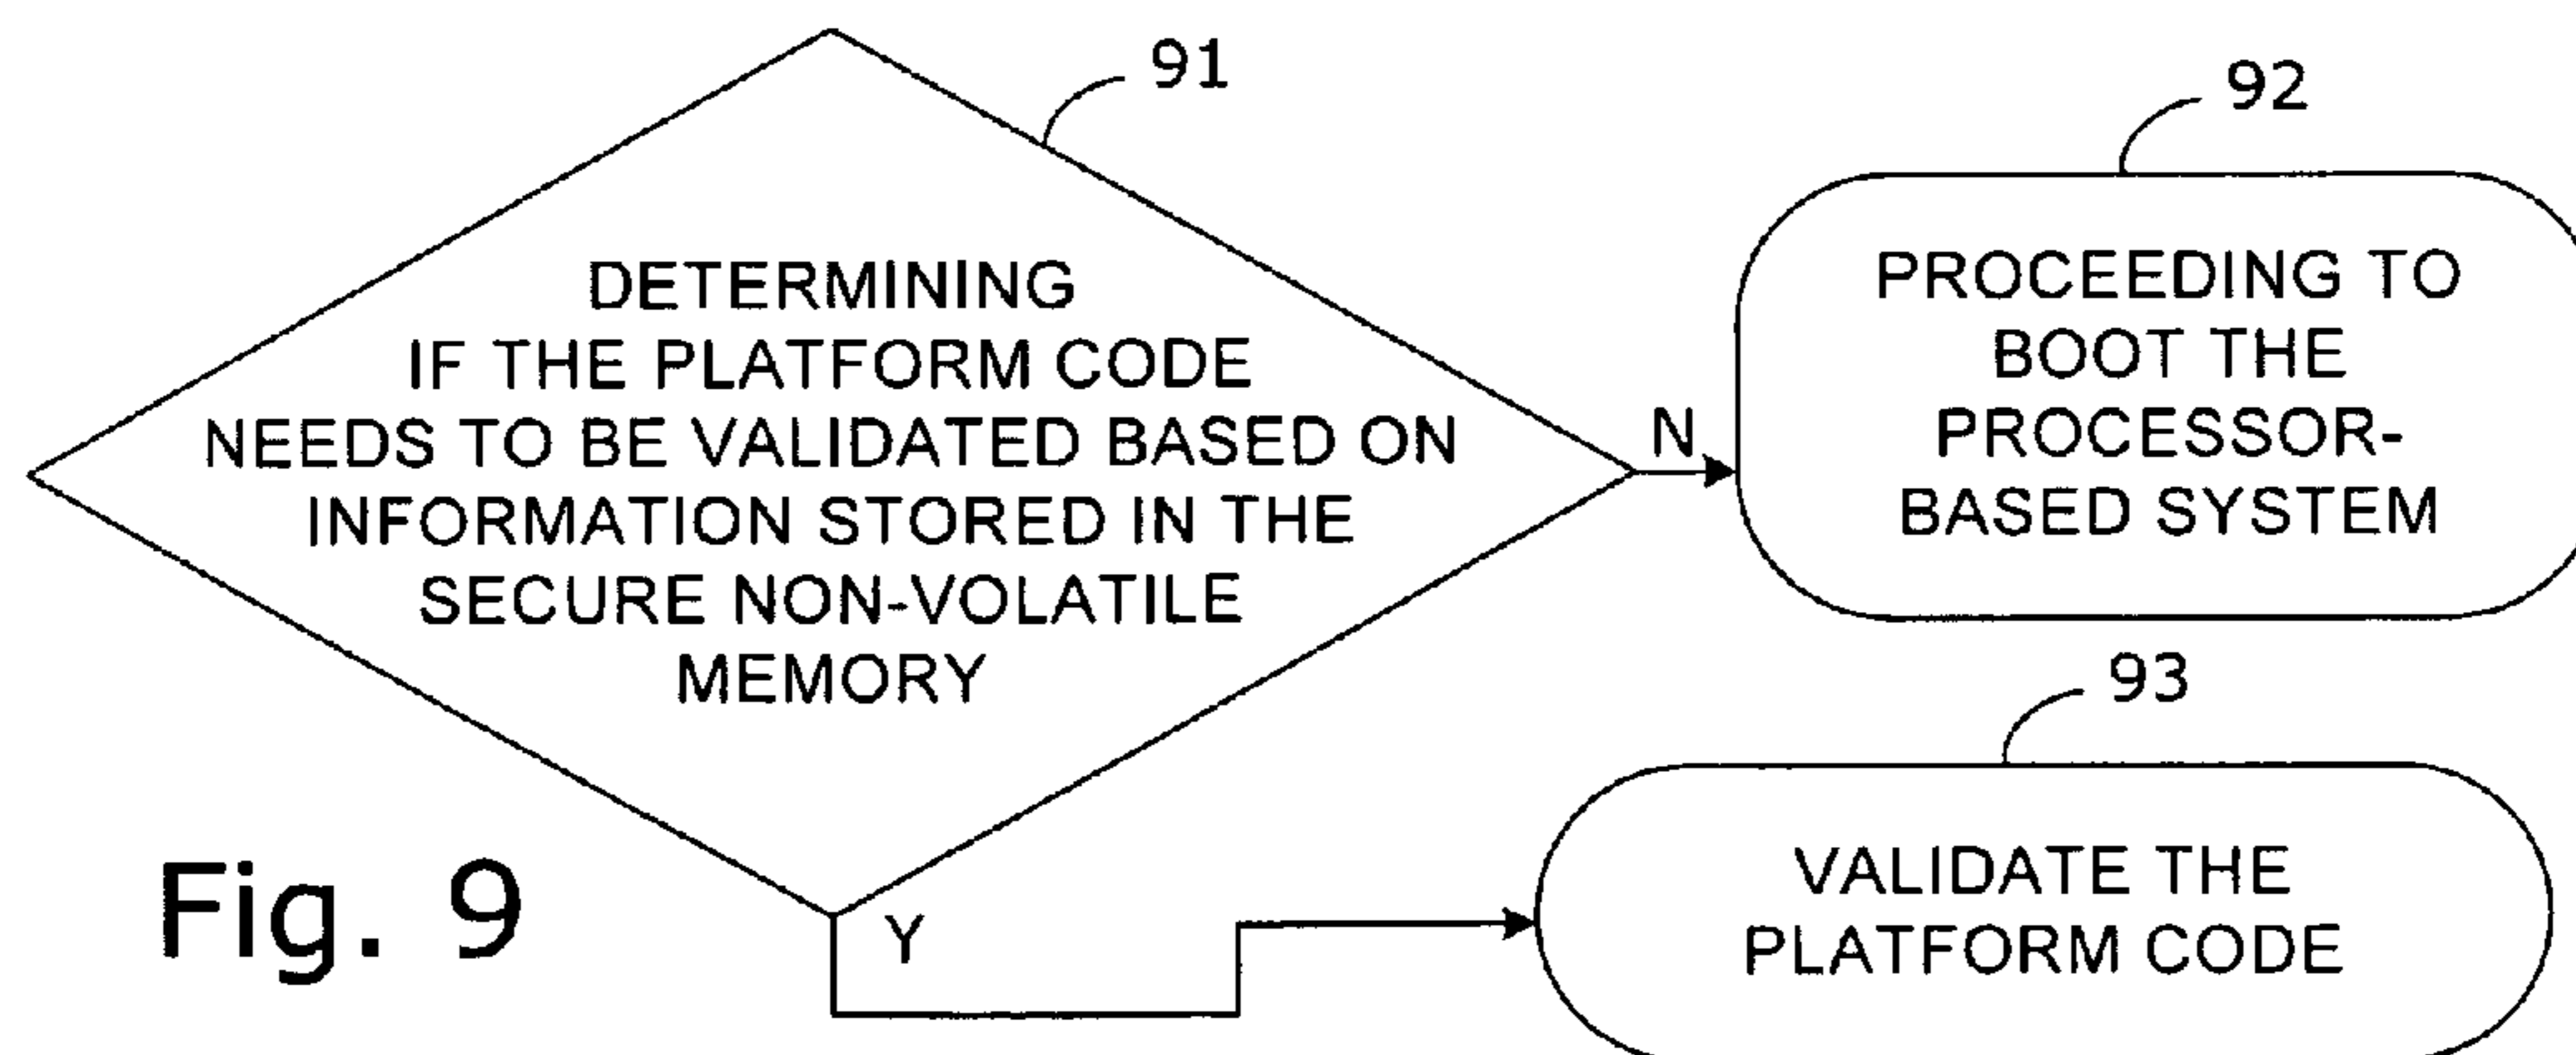 91
DETERMINING
IF THE PLATFORM CODE
NEEDS TO BE VALIDATED BASED ON
INFORMATION STORED IN THE
SECURE NON-VOLATILE
MEMORY
N
92
PROCEEDING TO
BOOT THE
PROCESSOR-
BASED SYSTEM
Y
93
VALIDATE THE
PLATFORM CODE
Fig. 9